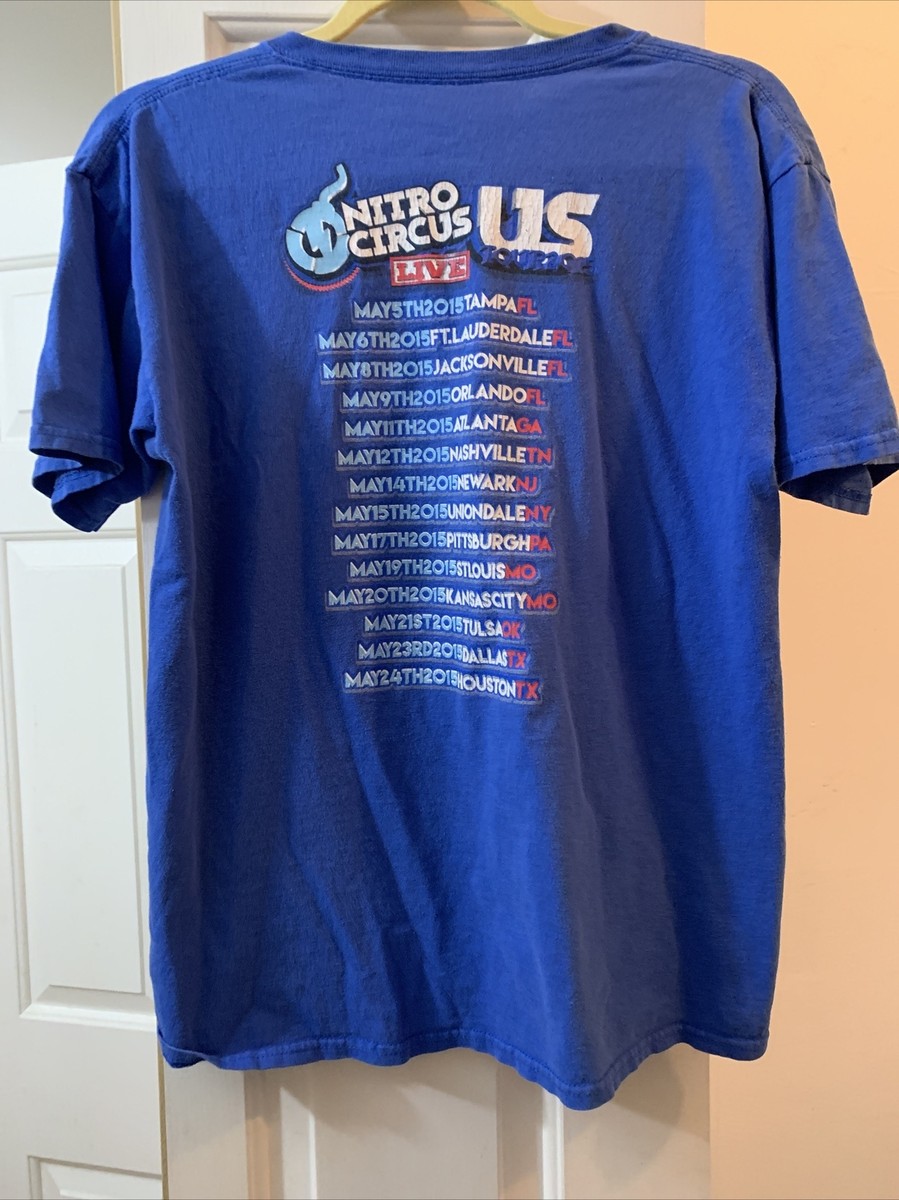 NITRO
CIRCUS
US
LIVE
MAY5TH2015TAMPAFL
MAY6TH2015FT.LAUDERDALEFL
MAY8TH2015JACKSONVILLEFL
MAY9TH2015ORLANDOFL
MAY11TH2015ATLANTAGA
MAY12TH2015NASHVILLETN
MAY14TH2015NEWARKNJ
MAY15TH2015UNIONDALENY
MAY17TH2015PITTSBURGHPA
MAY19TH2015STLOUISMO
MAY20TH2015KANSASCITYMO
MAY21ST2015TULSAOK
MAY23RD2015DALLASTX
MAY24TH2015HOUSTONTX